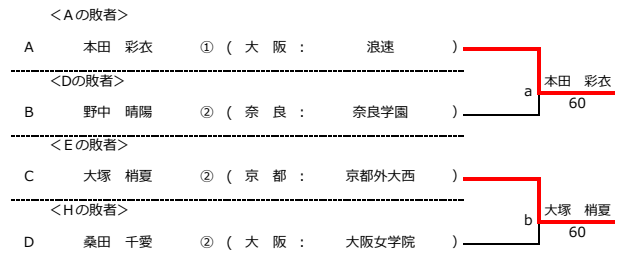 ＜Ａの敗者＞
A 本田 彩衣 ① ( 大 阪 : 浪速 )
本田 彩衣
a
60
＜Dの敗者＞
B 野中 晴陽 ② ( 奈 良 : 奈良学園 )
＜Ｅの敗者＞
C 大塚 梢夏 ② ( 京 都 : 京都外大西 )
大塚 梢夏
b
60
＜Ｈの敗者＞
D 桑田 千愛 ② ( 大 阪 : 大阪女学院 )